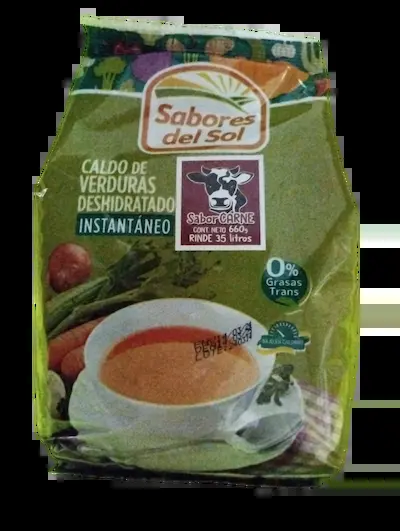 Sabores
del Sol
CALDO DE
VERDURAS
DESHIDRATADO
INSTANTÁNEO
Sabor CARNE
CONT. NETO 660g
RINDE 35 litros
0%
Grasas
Trans